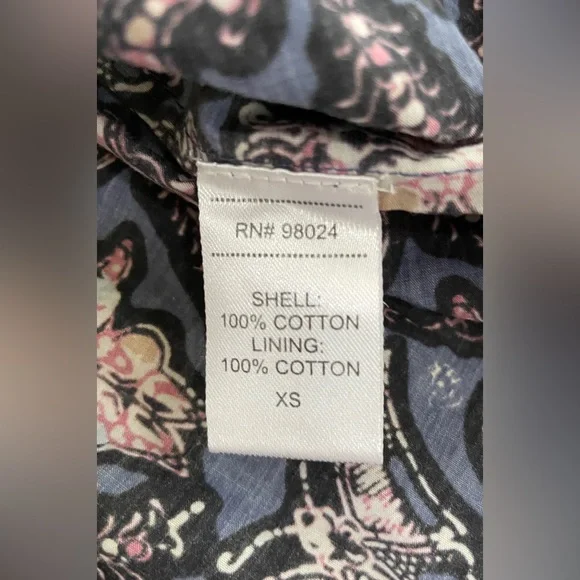 RN# 98024
SHELL:
100% COTTON
LINING:
100% COTTON
XS